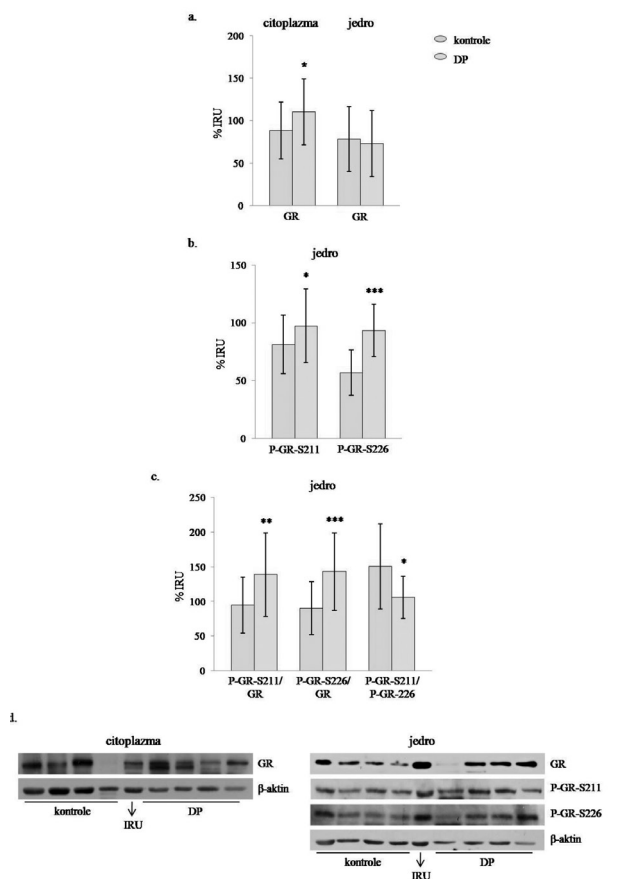 a.
citoplazma jedro
kontrole
DP
% IRU
200
150
100
50
0
*
GR GR
b.
jedro
% IRU
150
100
50
0
* ***
P-GR-S211 P-GR-S226
c.
jedro
% IRU
250
200
150
100
50
0
** *** *
P-GR-S211/ P-GR-S226/ P-GR-S211/
GR GR P-GR-226
d.
citoplazma
GR
β-aktin
kontrole DP
IRU
jedro
GR
P-GR-S211
P-GR-S226
β-aktin
kontrole DP
IRU